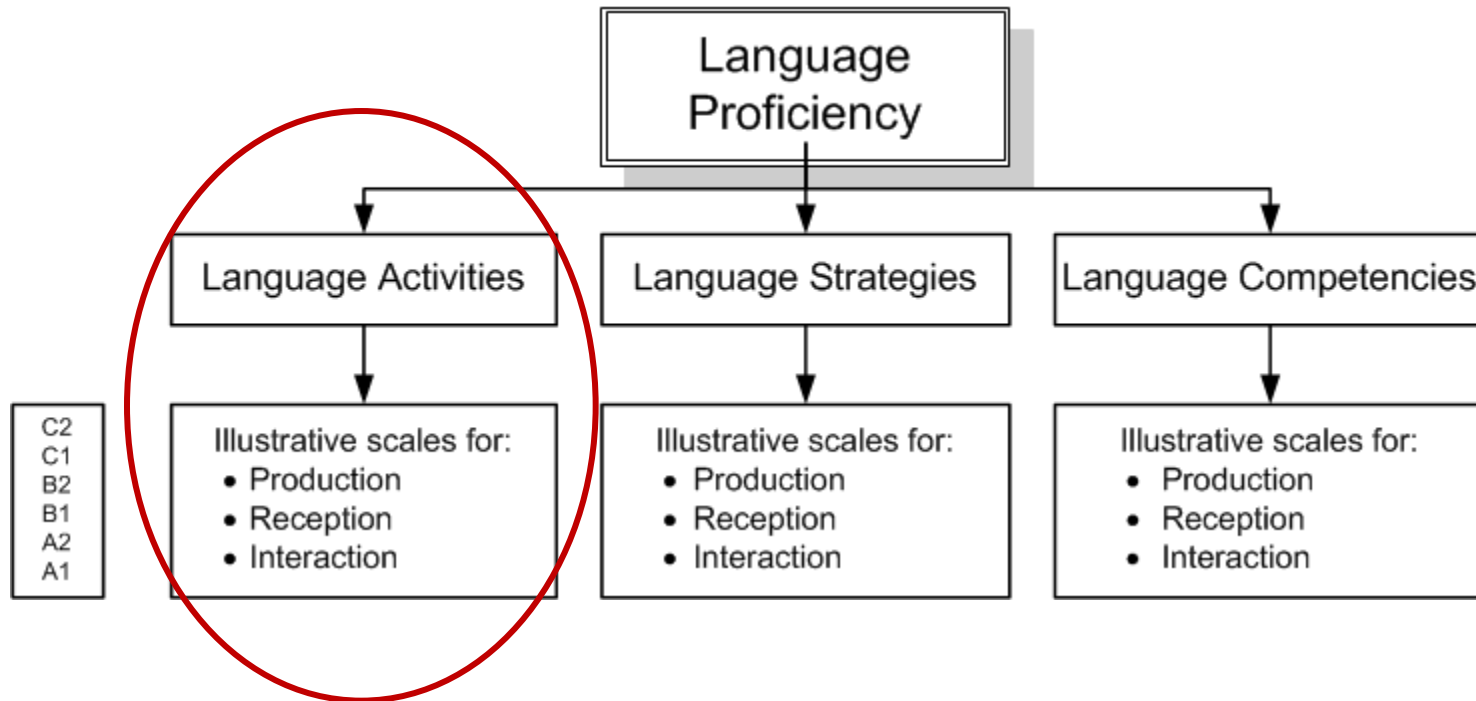 Language
Proficiency
Language Activities
Language Strategies
Language Competencies
C2
C1
B2
B1
A2
A1
Illustrative scales for:
• Production
• Reception
• Interaction
Illustrative scales for:
• Production
• Reception
• Interaction
Illustrative scales for:
• Production
• Reception
• Interaction